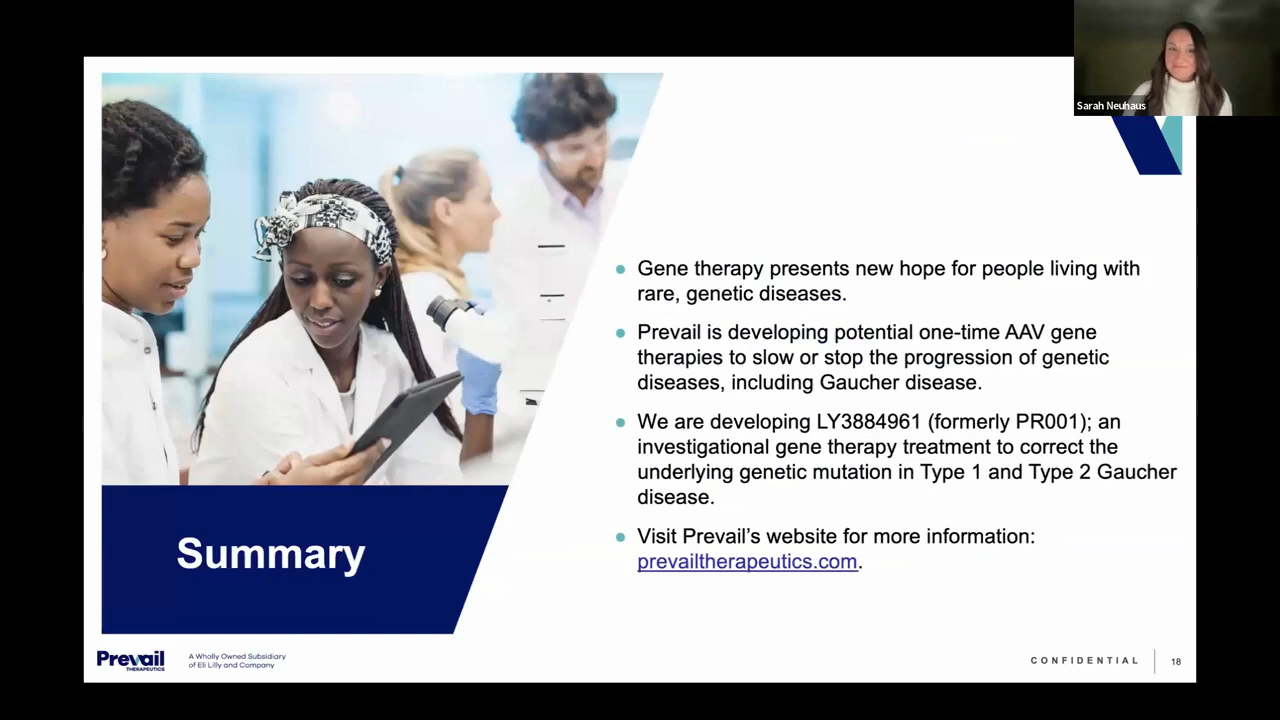 Sarah Neuhaus
Gene therapy presents new hope for people living with
rare, genetic diseases.
Prevail is developing potential one-time AAV gene
therapies to slow or stop the progression of genetic
diseases, including Gaucher disease.
We are developing LY3884961 (formerly PR001); an
investigational gene therapy treatment to correct the
underlying genetic mutation in Type 1 and Type 2 Gaucher
disease.
Visit Prevail’s website for more information:
prevailtherapeutics.com.
Summary
Prevail
THERAPEUTICS
A Wholly Owned Subsidiary
of Eli Lilly and Company
CONFIDENTIAL
18